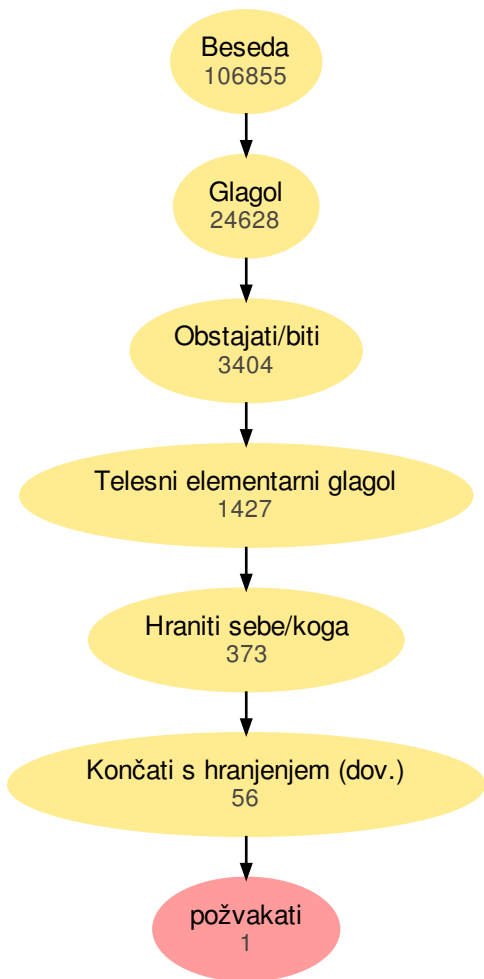 Beseda
106855
Glagol
24628
Obstajati/biti
3404
Telesni elementarni glagol
1427
Hraniti sebe/koga
373
Končati s hranjenjem (dov.)
56
požvakati
1